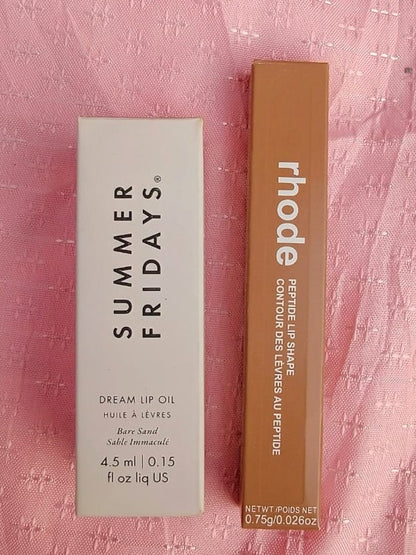 SUMMER
FRIDAYS®
DREAM LIP OIL
HUILE À LÈVRES
Bare Sand
Sable Immaculé
4.5 ml | 0.15
fl oz liq US
rhode
PEPTIDE LIP SHAPE
CONTOUR DES LÈVRES AU PEPTIDE
NETWT /POIDS NET
0.75g/0.026oz